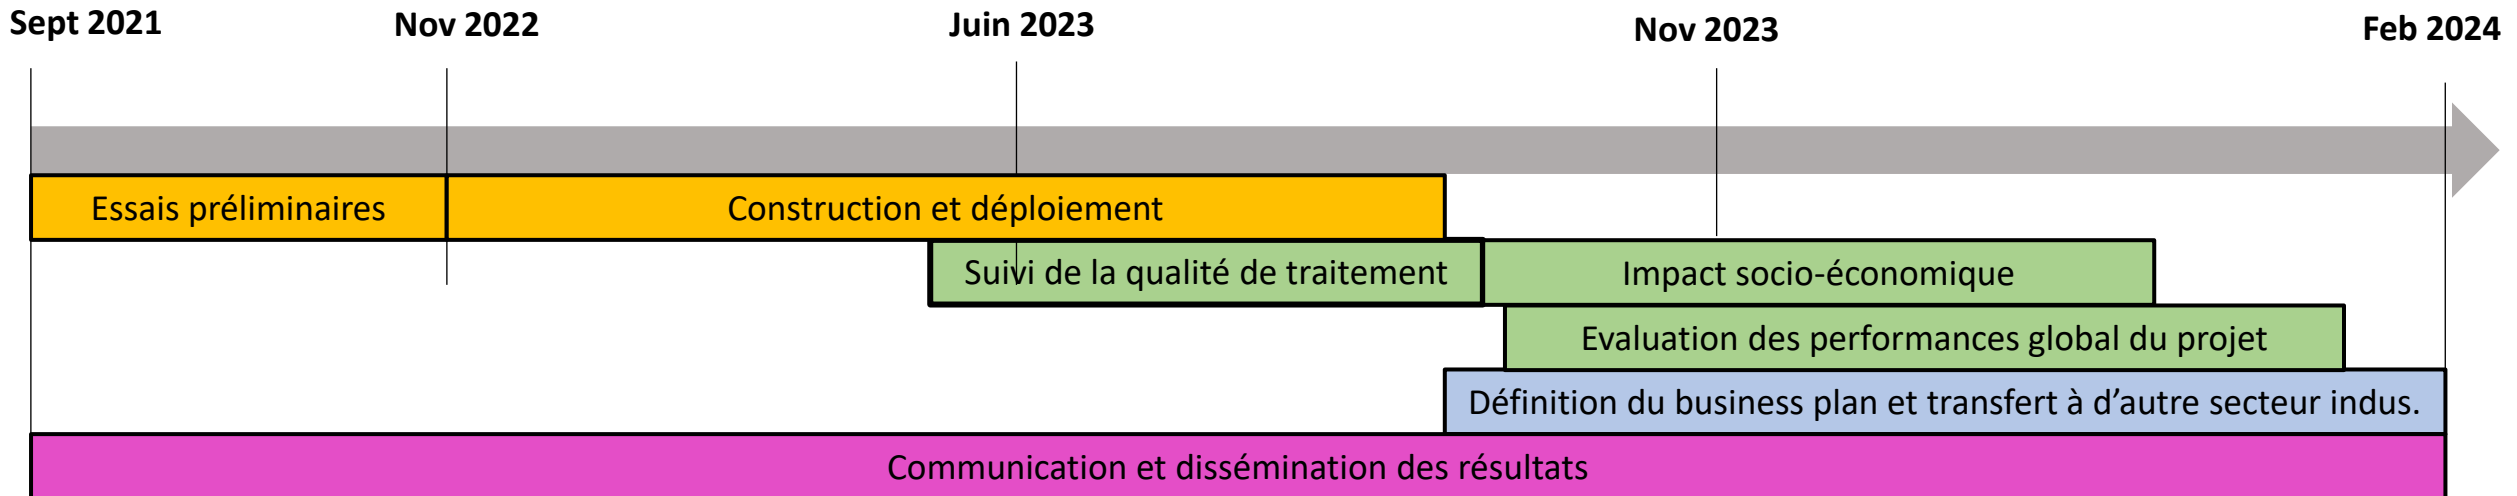 Sept 2021
Nov 2022
Juin 2023
Nov 2023
Feb 2024
Essais préliminaires
Construction et déploiement
Suivi de la qualité de traitement
Impact socio-économique
Evaluation des performances global du projet
Définition du business plan et transfert à d’autre secteur indus.
Communication et dissémination des résultats